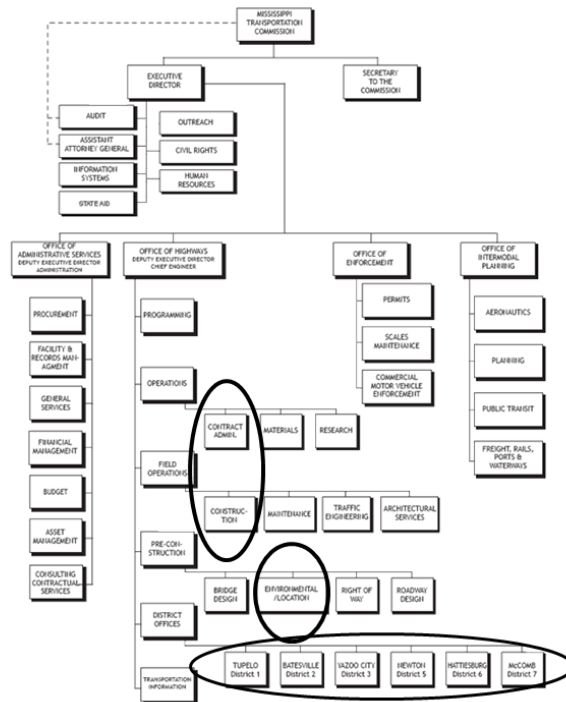 MISSISSIPPI
TRANSPORTATION
COMMISSION
EXECUTIVE
DIRECTOR
SECRETARY
TO THE
COMMISSION
AUDIT
ASSISTANT
ATTORNEY GENERAL
INFORMATION
SYSTEMS
STATE AID
OUTREACH
CIVIL RIGHTS
HUMAN
RESOURCES
OFFICE OF
ADMINISTRATIVE SERVICES
DEPUTY EXECUTIVE DIRECTOR
ADMINISTRATION
PROCUREMENT
FACILITY &
RECORDS MAN-
AGMENT
GENERAL
SERVICES
FINANCIAL
MANAGEMENT
BUDGET
ASSET
MANAGEMENT
CONSULTING
CONTRACTUAL
SERVICES
OFFICE OF HIGHWAYS
DEPUTY EXECUTIVE DIRECTOR
CHIEF ENGINEER
PROGRAMMING
OPERATIONS
CONTRACT
ADMIN.
MATERIALS
RESEARCH
FIELD
OPERATIONS
CONSTRUC-
TION
MAINTENANCE
TRAFFIC
ENGINEERING
ARCHITECTURAL
SERVICES
PRE-CON-
STRUCTION
BRIDGE
DESIGN
ENVIRONMENTAL
/LOCATION
RIGHT OF
WAY
ROADWAY
DESIGN
DISTRICT
OFFICES
TUPELO
District 1
BATESVILLE
District 2
YAZOO CITY
District 3
NEWTON
District 5
HATTIESBURG
District 6
McCOMB
District 7
TRANSPORTATION
INFORMATION
OFFICE OF
ENFORCEMENT
PERMITS
SCALES
MAINTENANCE
COMMERCIAL
MOTOR VEHICLE
ENFORCEMENT
OFFICE OF
INTERMODAL
PLANNING
AERONAUTICS
PLANNING
PUBLIC TRANSIT
FREIGHT, RAILS,
PORTS &
WATERWAYS